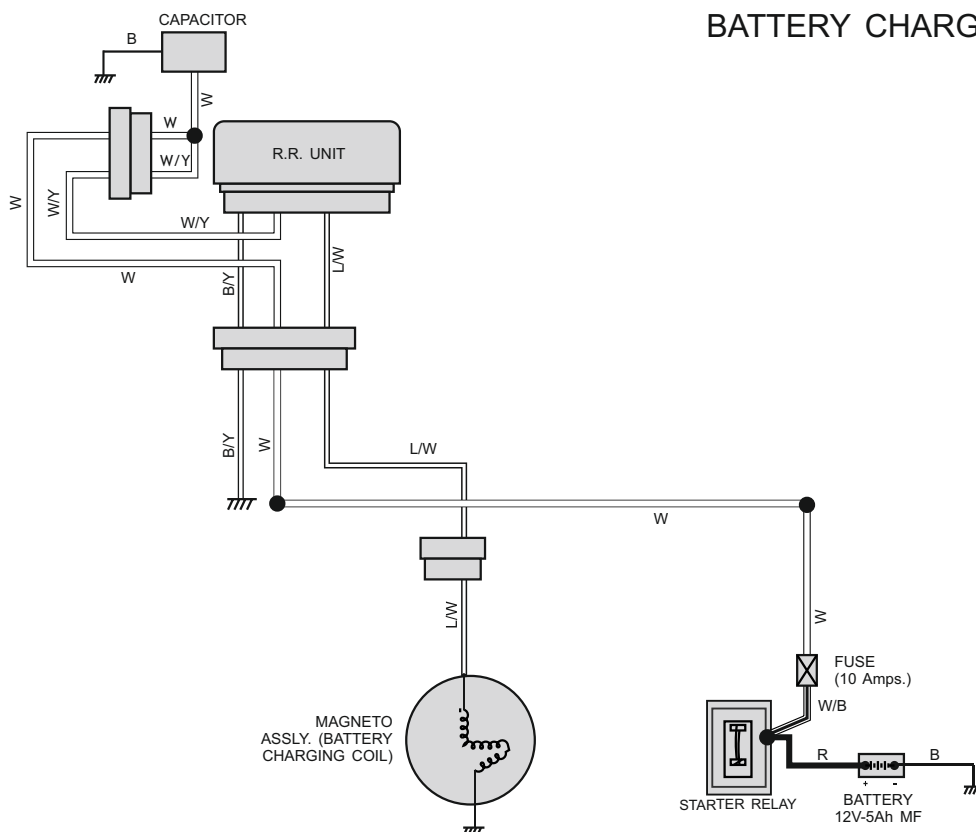 BATTERY CHARG
CAPACITOR
B
W
W
W/Y
R.R. UNIT
W
W/Y
W/Y
W
B/Y
L/W
B/Y
W
L/W
W
L/W
W
FUSE
(10 Amps.)
W/B
MAGNETO
ASSLY. (BATTERY
CHARGING COIL)
R
B
+ -
STARTER RELAY
BATTERY
12V-5Ah MF